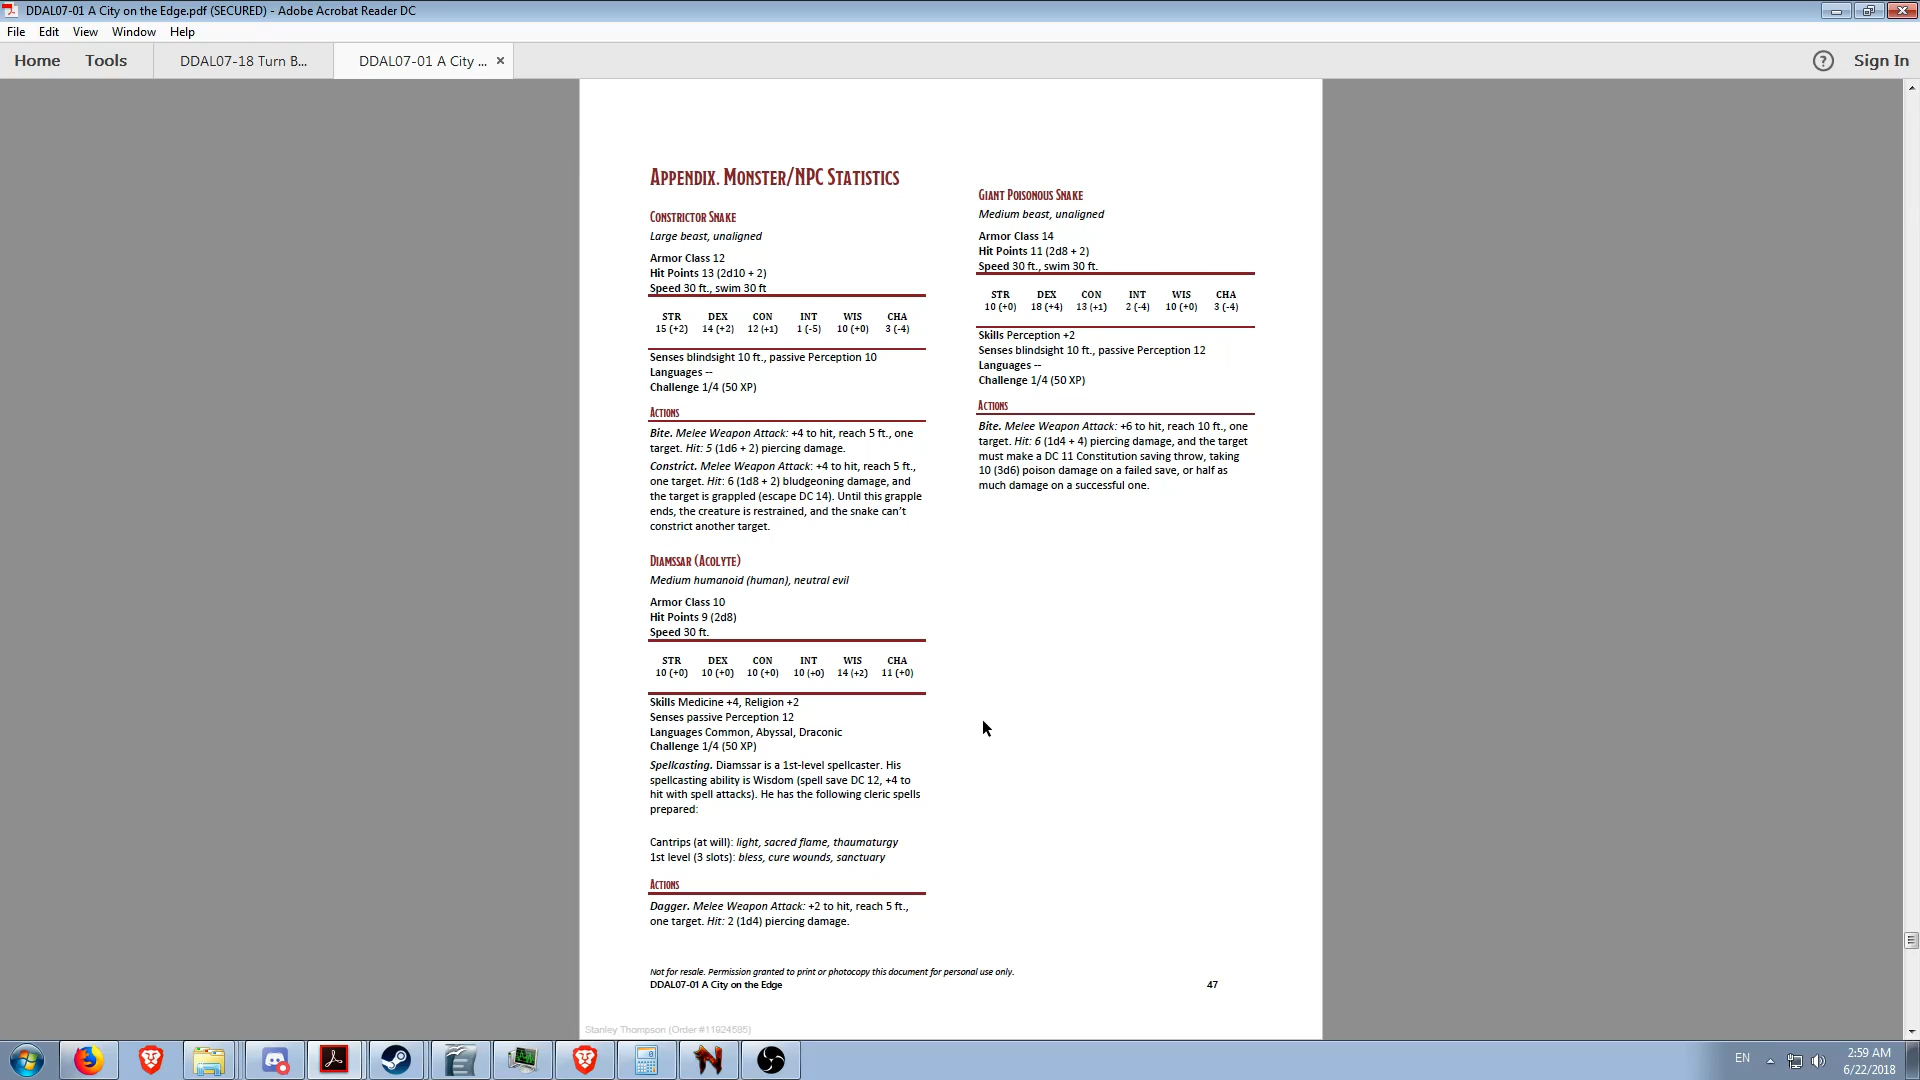 DDAL07-01 A City on the Edge.pdf (SECURED) - Adobe Acrobat Reader DC
File Edit View Window Help
Home Tools DDAL07-18 Turn B... DDAL07-01 A City ... × ? Sign In
APPENDIX. MONSTER/NPC STATISTICS
CONSTRICTOR SNAKE
Large beast, unaligned
Armor Class 12
Hit Points 13 (2d10 + 2)
Speed 30 ft., swim 30 ft
STR DEX CON INT WIS CHA
15 (+2) 14 (+2) 12 (+1) 1 (-5) 10 (+0) 3 (-4)
Senses blindsight 10 ft., passive Perception 10
Languages --
Challenge 1/4 (50 XP)
ACTIONS
Bite. Melee Weapon Attack: +4 to hit, reach 5 ft., one
target. Hit: 5 (1d6 + 2) piercing damage.
Constrict. Melee Weapon Attack: +4 to hit, reach 5 ft.,
one target. Hit: 6 (1d8 + 2) bludgeoning damage, and
the target is grappled (escape DC 14). Until this grapple
ends, the creature is restrained, and the snake can't
constrict another target.
DIAMSSAR (ACOLYTE)
Medium humanoid (human), neutral evil
Armor Class 10
Hit Points 9 (2d8)
Speed 30 ft.
STR DEX CON INT WIS CHA
10 (+0) 10 (+0) 10 (+0) 10 (+0) 14 (+2) 11 (+0)
Skills Medicine +4, Religion +2
Senses passive Perception 12
Languages Common, Abyssal, Draconic
Challenge 1/4 (50 XP)
Spellcasting. Diamssar is a 1st-level spellcaster. His
spellcasting ability is Wisdom (spell save DC 12, +4 to
hit with spell attacks). He has the following cleric spells
prepared:
Cantrips (at will): light, sacred flame, thaumaturgy
1st level (3 slots): bless, cure wounds, sanctuary
ACTIONS
Dagger. Melee Weapon Attack: +2 to hit, reach 5 ft.,
one target. Hit: 2 (1d4) piercing damage.
GIANT POISONOUS SNAKE
Medium beast, unaligned
Armor Class 14
Hit Points 11 (2d8 + 2)
Speed 30 ft., swim 30 ft.
STR DEX CON INT WIS CHA
10 (+0) 18 (+4) 13 (+1) 2 (-4) 10 (+0) 3 (-4)
Skills Perception +2
Senses blindsight 10 ft., passive Perception 12
Languages --
Challenge 1/4 (50 XP)
ACTIONS
Bite. Melee Weapon Attack: +6 to hit, reach 10 ft., one
target. Hit: 6 (1d4 + 4) piercing damage, and the target
must make a DC 11 Constitution saving throw, taking
10 (3d6) poison damage on a failed save, or half as
much damage on a successful one.
Not for resale. Permission granted to print or photocopy this document for personal use only.
DDAL07-01 A City on the Edge 47
Stanley Thompson (Order #11924585)
EN 2:59 AM
6/22/2018